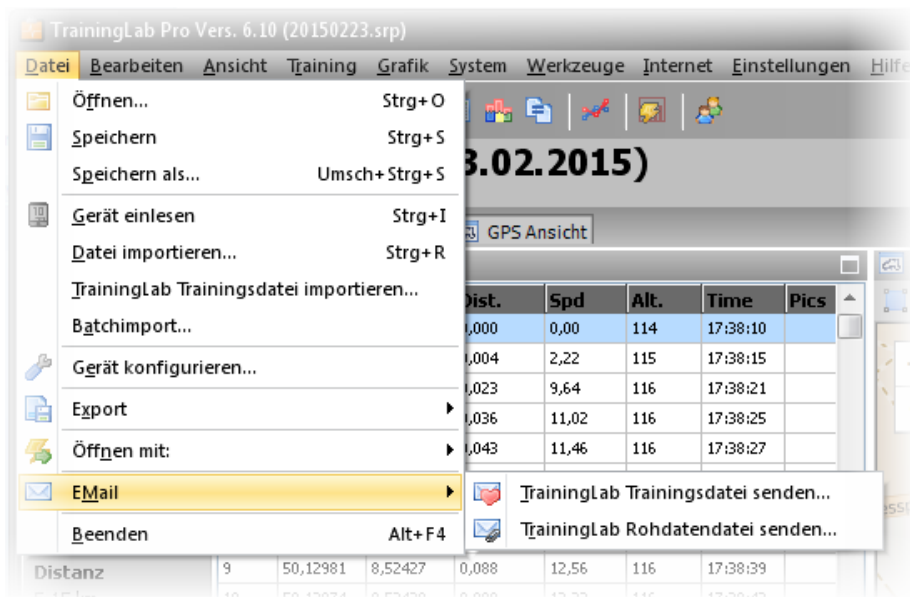 TrainingLab Pro Vers. 6.10 (20150223.srp)
Datei Bearbeiten Ansicht Training Grafik System Werkzeuge Internet Einstellungen Hilfe
Öffnen... Strg+O
Speichern Strg+S
Speichern als... Umsch+Strg+S
3.02.2015)
Gerät einlesen Strg+I
GPS Ansicht
Datei importieren... Strg+R
TrainingLab Trainingsdatei importieren...
Dist. Spd Alt. Time Pics
Batchimport...
,000 0,00 114 17:38:10
,004 2,22 115 17:38:15
Gerät konfigurieren...
,023 9,64 116 17:38:21
Export
,036 11,02 116 17:38:25
Öffnen mit:
,043 11,46 116 17:38:27
EMail
TrainingLab Trainingsdatei senden...
TrainingLab Rohdatendatei senden...
Beenden Alt+F4
Distanz
9 50,12981 8,52427 0,088 12,56 116 17:38:39